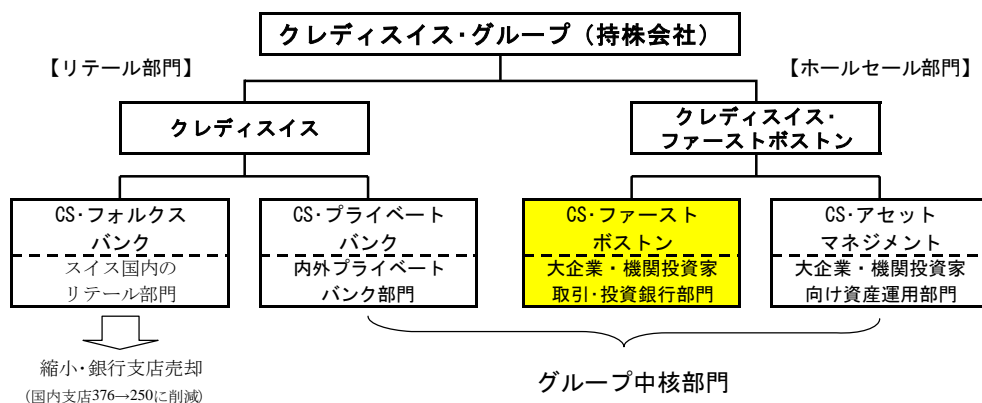 クレディスイス・グループ（持株会社）
【リテール部門】
【ホールセール部門】
クレディスイス
クレディスイス・
ファーストボストン
CS・フォルクス
バンク
スイス国内の
リテール部門
CS・プライベート
バンク
内外プライベート
バンク部門
CS・ファースト
ボストン
大企業・機関投資家
取引・投資銀行部門
CS・アセット
マネジメント
大企業・機関投資家
向け資産運用部門
縮小・銀行支店売却
(国内支店376→250に削減)
グループ中核部門